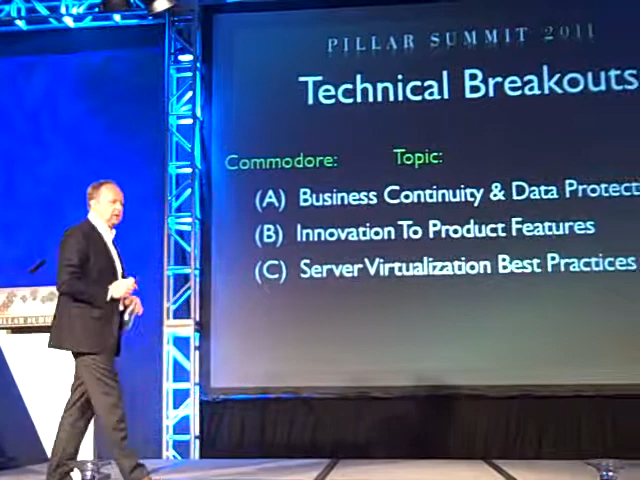 PILLAR SUMMIT 2011
Technical Breakouts
Commodore: Topic:
(A) Business Continuity & Data Protect
(B) Innovation To Product Features
(C) Server Virtualization Best Practices